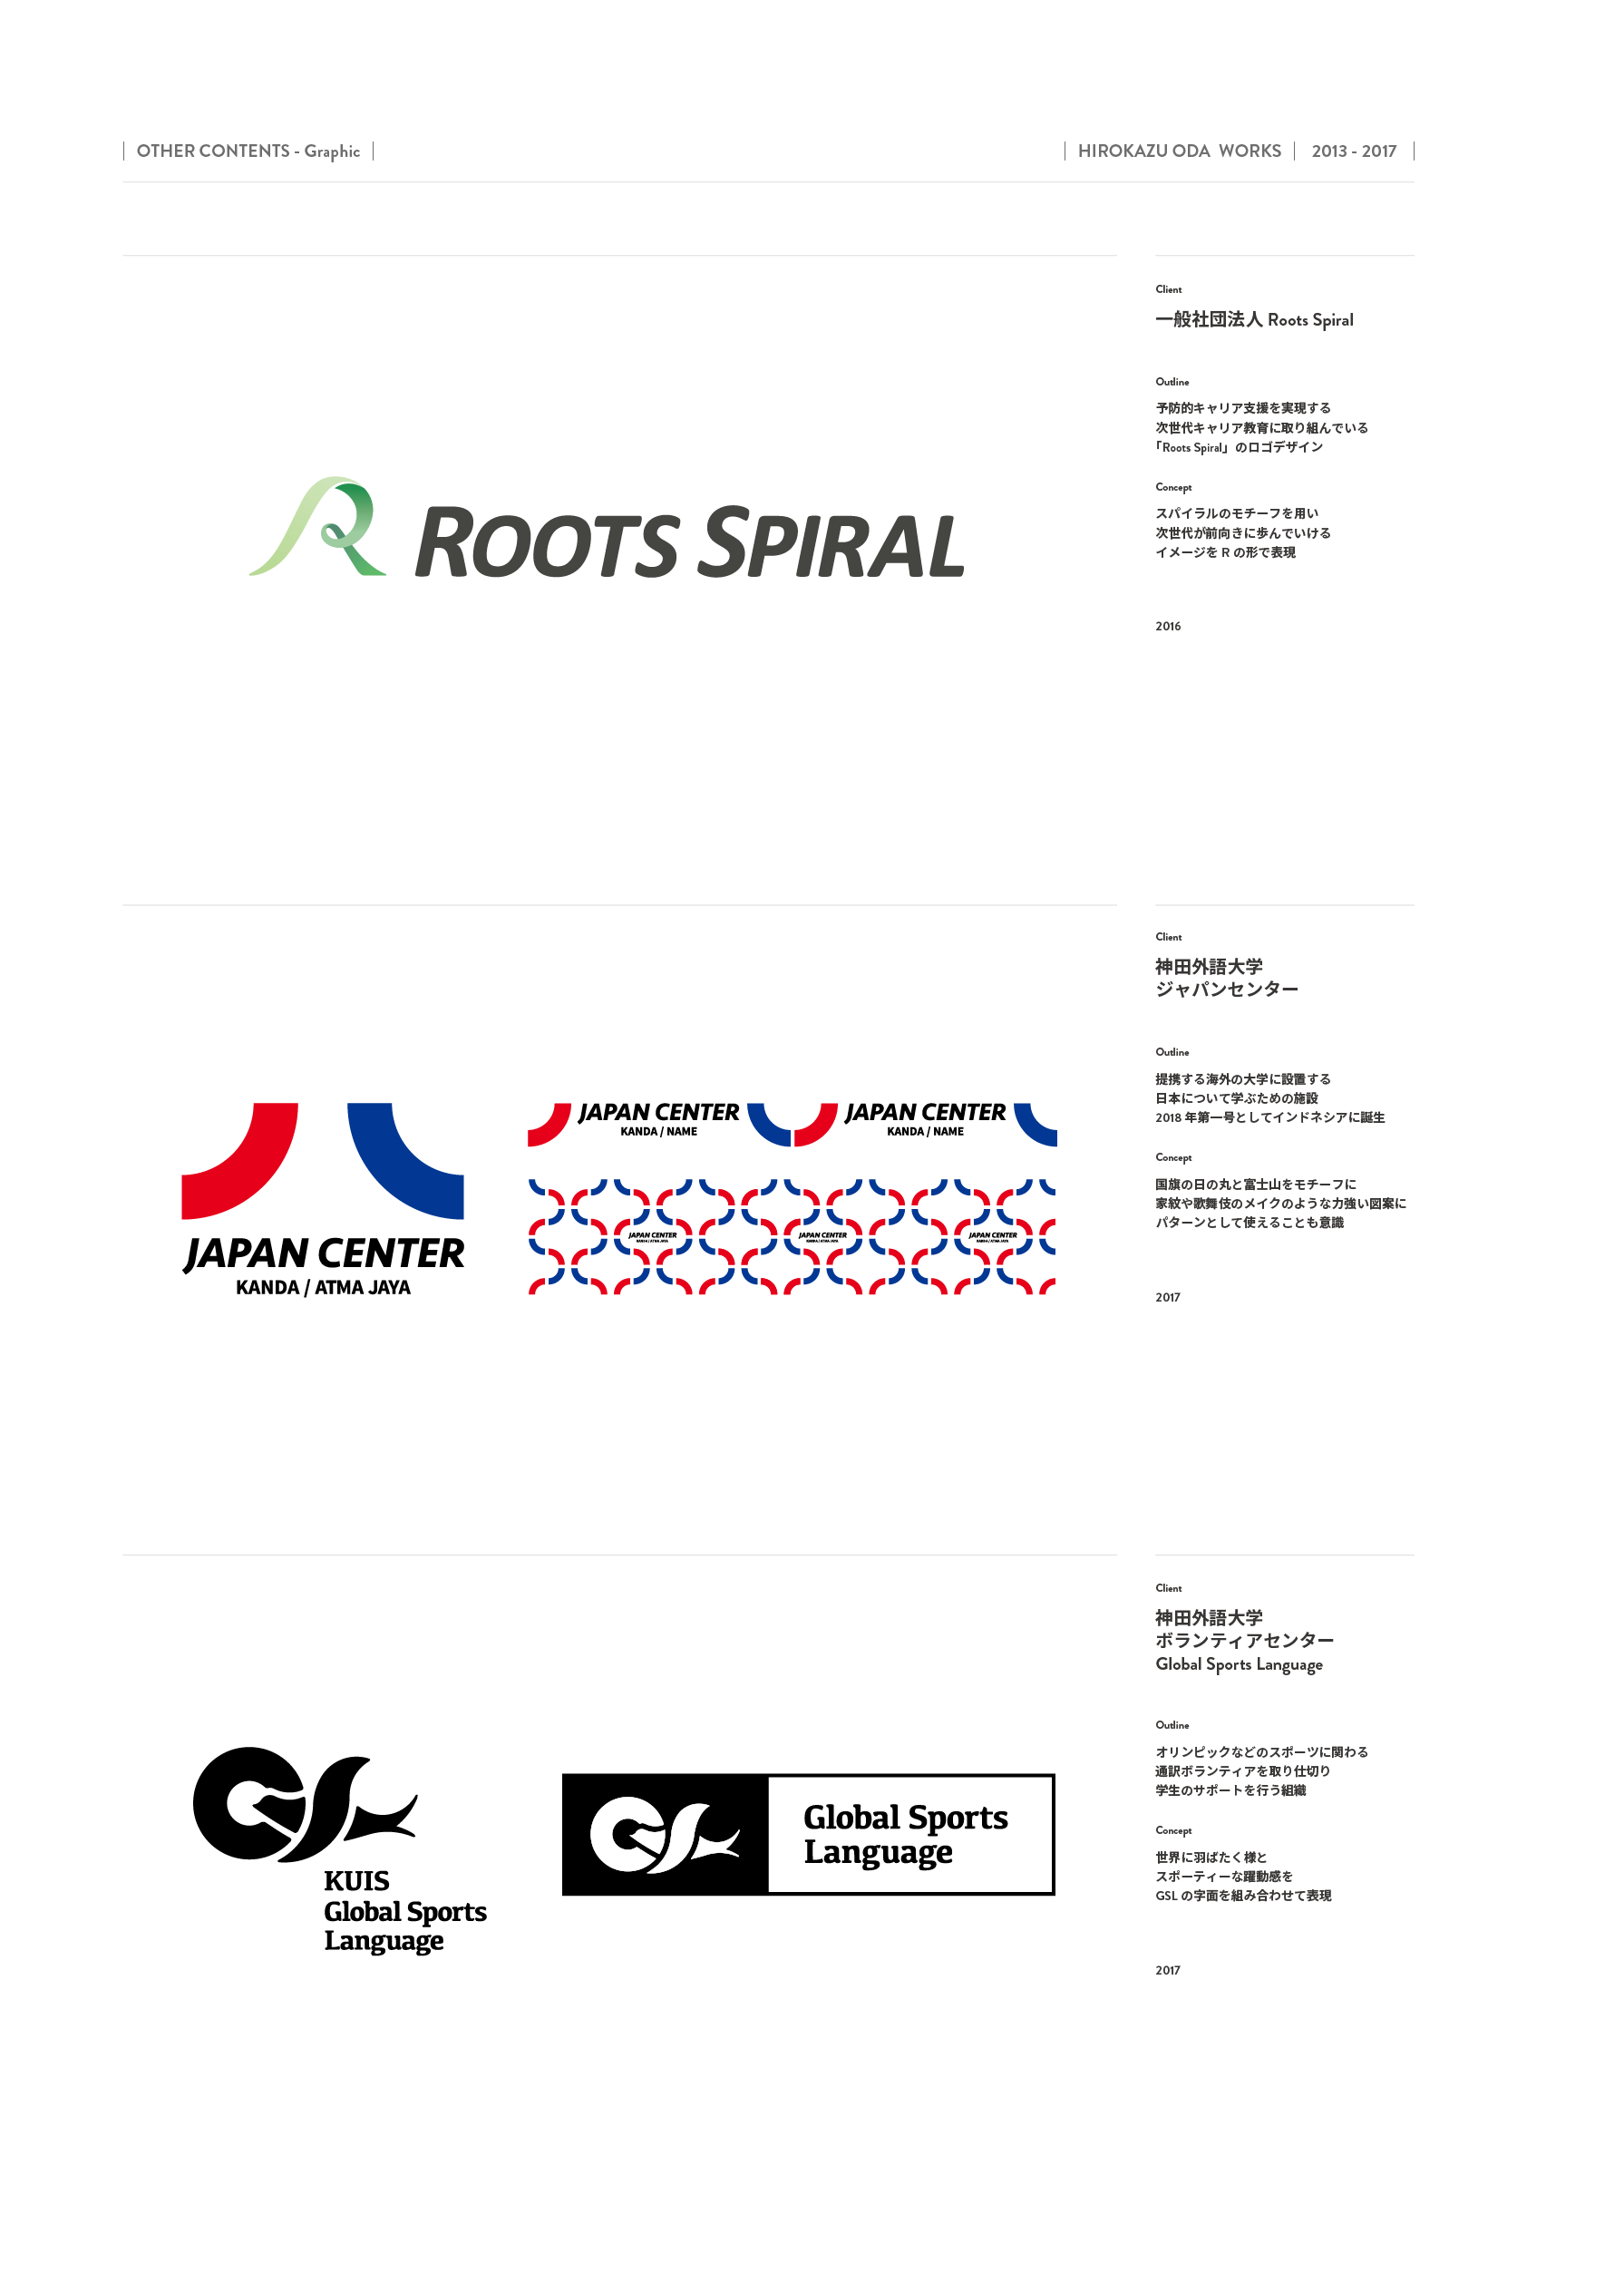 OTHER CONTENTS - Graphic
HIROKAZU ODA WORKS
2013 - 2017
ROOTS SPIRAL
Client
一般社団法人 Roots Spiral
Outline
予防的キャリア支援を実現する
次世代キャリア教育に取り組んでいる
「Roots Spiral」のロゴデザイン
Concept
スパイラルのモチーフを用い
次世代が前向きに歩んでいける
イメージを R の形で表現
2016
JAPAN CENTER
KANDA / ATMA JAYA
JAPAN CENTER
KANDA / NAME
JAPAN CENTER
KANDA / NAME
JAPAN CENTER
KANDA / ATMA JAYA
JAPAN CENTER
KANDA / ATMA JAYA
JAPAN CENTER
KANDA / ATMA JAYA
Client
神田外語大学
ジャパンセンター
Outline
提携する海外の大学に設置する
日本について学ぶための施設
2018 年第一号としてインドネシアに誕生
Concept
国旗の日の丸と富士山をモチーフに
家紋や歌舞伎のメイクのような力強い図案に
パターンとして使えることも意識
2017
GSL
KUIS
Global Sports
Language
GSL
Global Sports
Language
Client
神田外語大学
ボランティアセンター
Global Sports Language
Outline
オリンピックなどのスポーツに関わる
通訳ボランティアを取り仕切り
学生のサポートを行う組織
Concept
世界に羽ばたく様と
スポーティーな躍動感を
GSL の字面を組み合わせて表現
2017